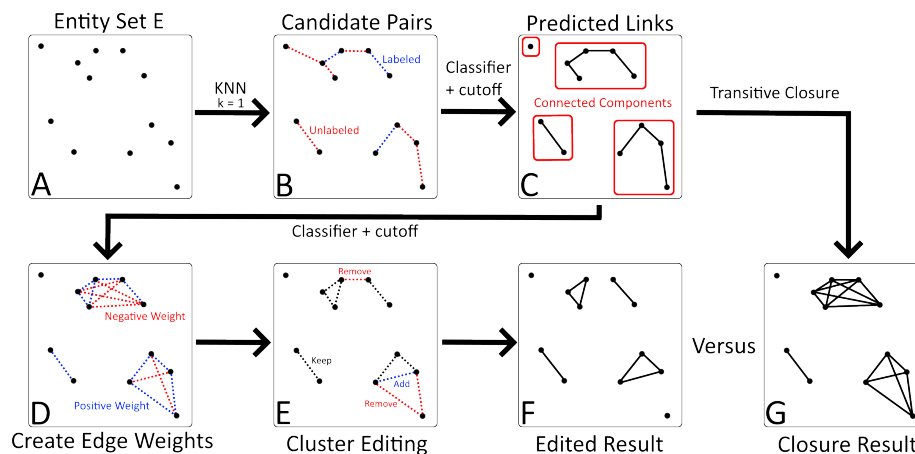 Entity Set E
Candidate Pairs
Predicted Links
A
KNN
k = 1
B
Labeled
Unlabeled
Classifier
+ cutoff
C
Connected Components
Transitive Closure
Classifier + cutoff
D
Negative Weight
Positive Weight
Create Edge Weights
E
Remove
Keep
Add
Remove
Cluster Editing
F
Edited Result
Versus
G
Closure Result